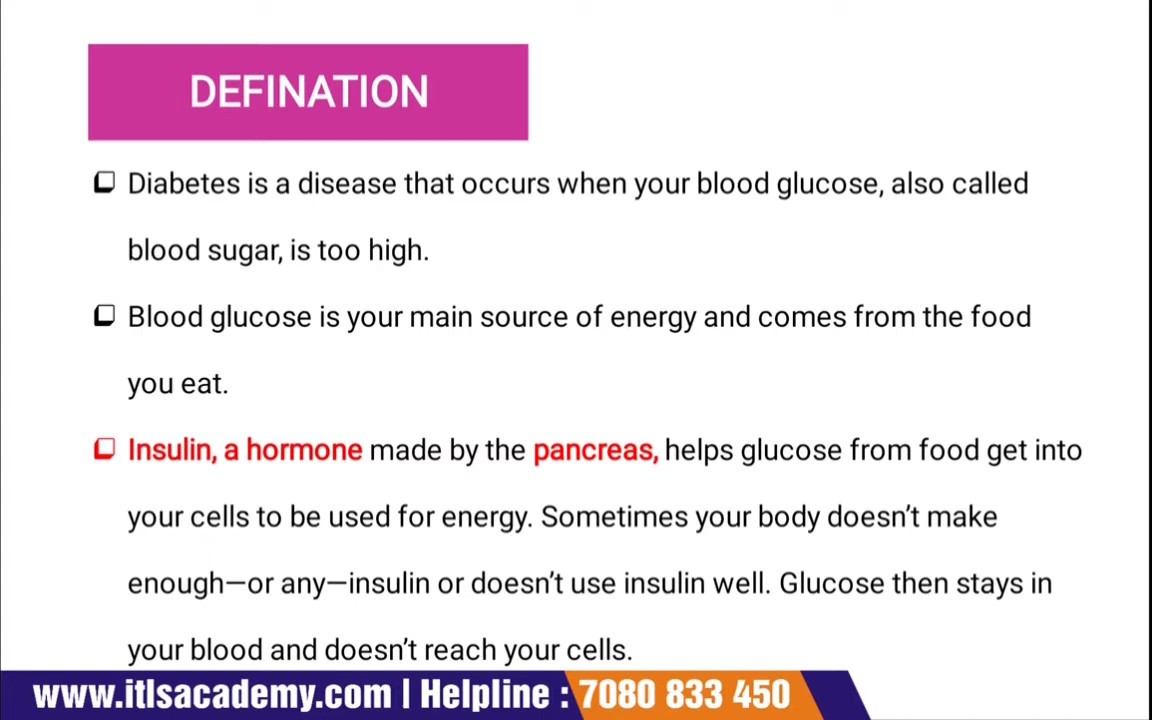 DEFINATION
Diabetes is a disease that occurs when your blood glucose, also called
blood sugar, is too high.
Blood glucose is your main source of energy and comes from the food
you eat.
Insulin, a hormone made by the pancreas, helps glucose from food get into
your cells to be used for energy. Sometimes your body doesn’t make
enough—or any—insulin or doesn’t use insulin well. Glucose then stays in
your blood and doesn’t reach your cells.
www.itlsacademy.com | Helpline : 7080 833 450